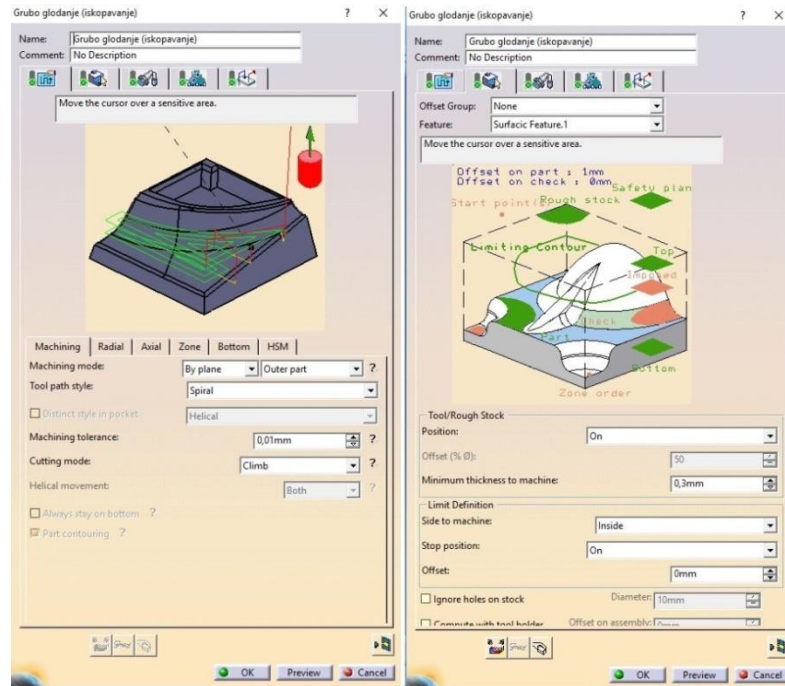 Grubo glodanje (iskopavanje) ? ×
Name: Grubo glodanje (iskopavanje)
Comment: No Description
Move the cursor over a sensitive area.
Machining Radial Axial Zone Bottom HSM
Machining mode: By plane Outer part ?
Tool path style: Spiral
Distinct style in pocket Helical
Machining tolerance: 0,01mm ?
Cutting mode: Climb ?
Helical movement: Both ?
Always stay on bottom ?
Part contouring ?
OK Preview Cancel
Grubo glodanje (iskopavanje) ? ×
Name: Grubo glodanje (iskopavanje)
Comment: No Description
Offset Group: None
Feature: Surfacic Feature.1
Move the cursor over a sensitive area.
Offset on part : 1mm
Offset on check : 0mm
Safety plan
Start point(s)
Rough stock
Limiting Contour
Top
Imposed
Check
Part
Bottom
Zone order
Tool/Rough Stock
Position: On
Offset (% Ø): 50
Minimum thickness to machine: 0,3mm
Limit Definition
Side to machine: Inside
Stop position: On
Offset: 0mm
Ignore holes on stock Diameter: 10mm
Compute with tool holder Offset on assembly: 0mm
OK Preview Cancel